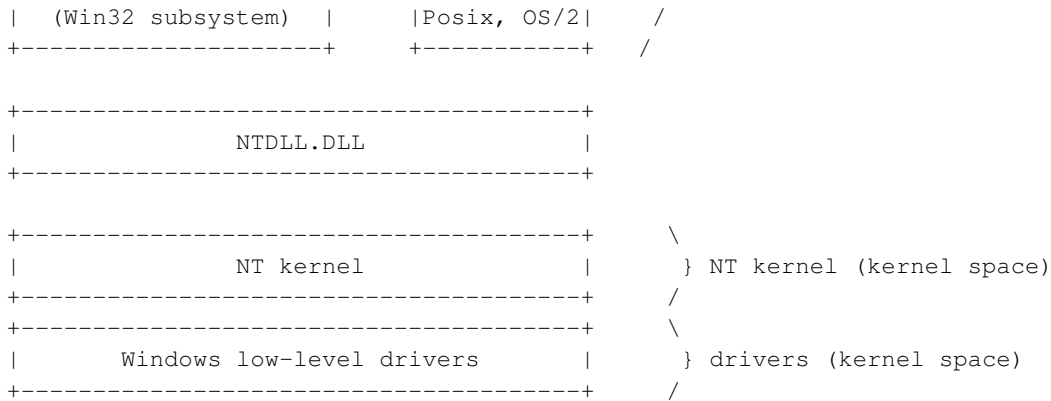 |  (Win32 subsystem)  |    |Posix, OS/2|    /
+---------------------+    +-----------+   /

+--------------------------------------+
|              NTDLL.DLL               |
+--------------------------------------+

+--------------------------------------+     \
|              NT kernel               |      } NT kernel (kernel space)
+--------------------------------------+     /
+--------------------------------------+     \
|       Windows low-level drivers      |      } drivers (kernel space)
+--------------------------------------+     /